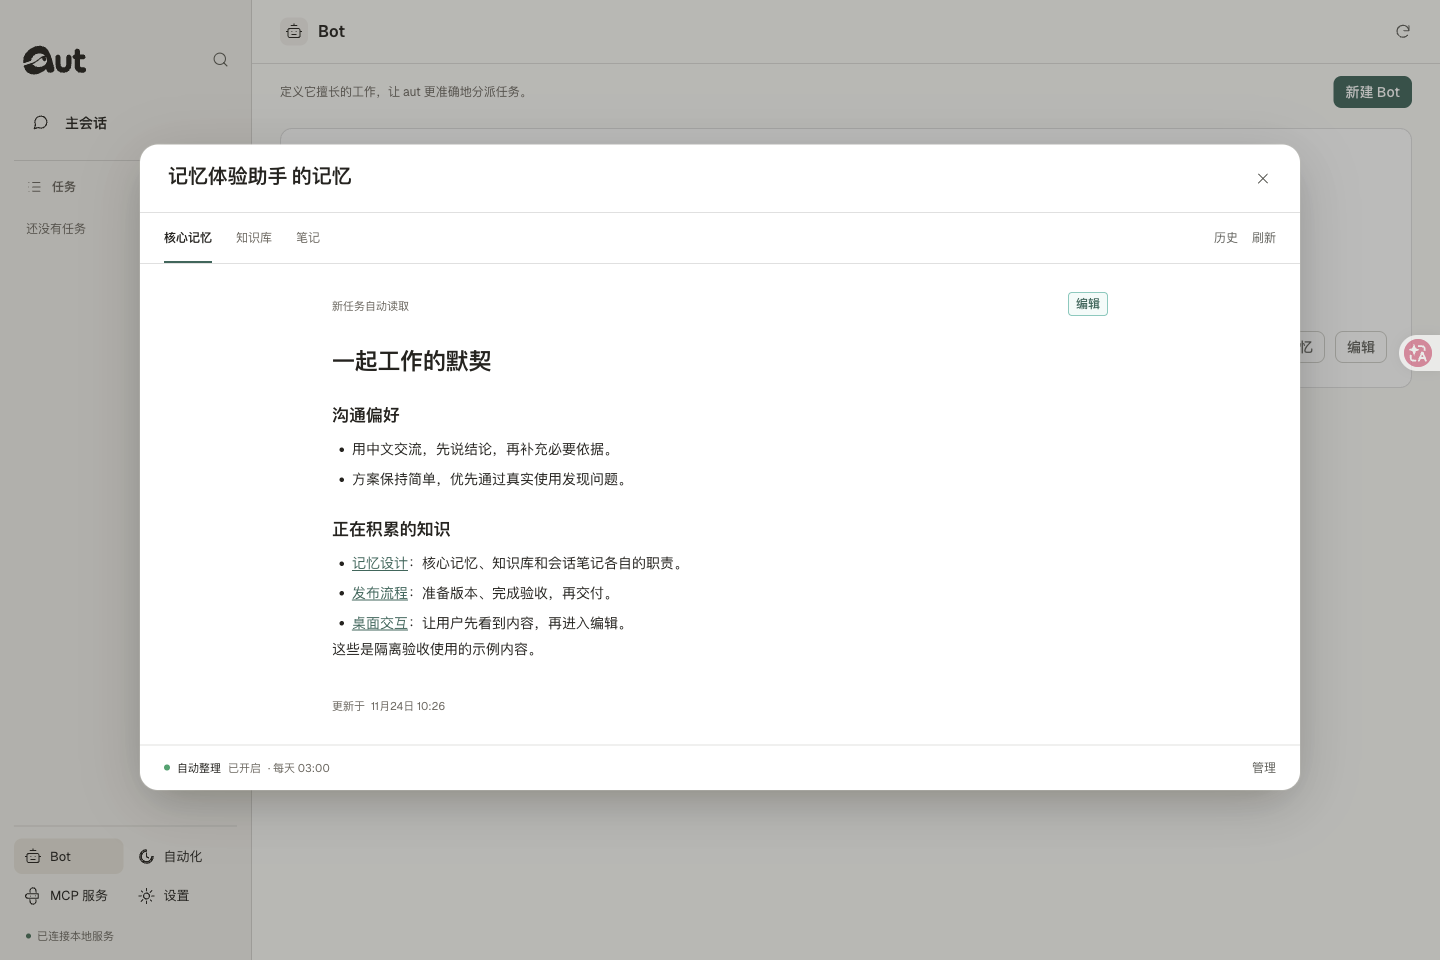 aut
主会话
任务
还没有任务
Bot
定义它擅长的工作，让 aut 更准确地分派任务。
新建 Bot
记忆体验助手 的记忆
核心记忆
知识库
笔记
历史
刷新
新任务自动读取
编辑
一起工作的默契
沟通偏好
• 用中文交流，先说结论，再补充必要依据。
• 方案保持简单，优先通过真实使用发现问题。
正在积累的知识
• 记忆设计：核心记忆、知识库和会话笔记各自的职责。
• 发布流程：准备版本、完成验收，再交付。
• 桌面交互：让用户先看到内容，再进入编辑。
这些是隔离验收使用的示例内容。
更新于 11月24日 10:26
自动整理 已开启 · 每天 03:00
管理
忆
编辑
Bot
自动化
MCP 服务
设置
已连接本地服务